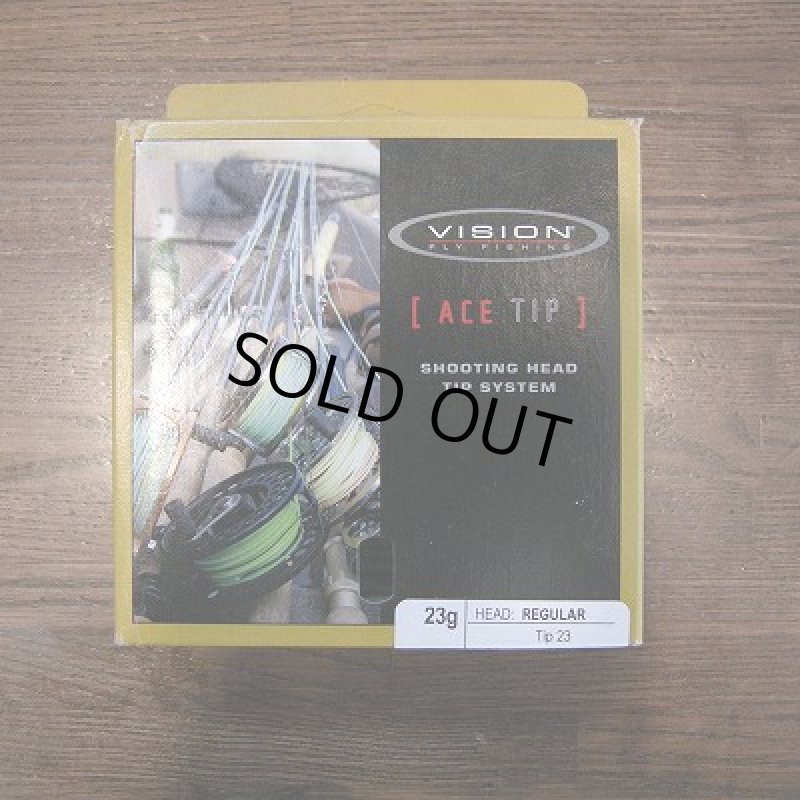 VISION®
FLY FISHING
[ ACE TIP ]
SHOOTING HEAD
TIP SYSTEM
SOLD OUT
23g HEAD: REGULAR
Tip 23